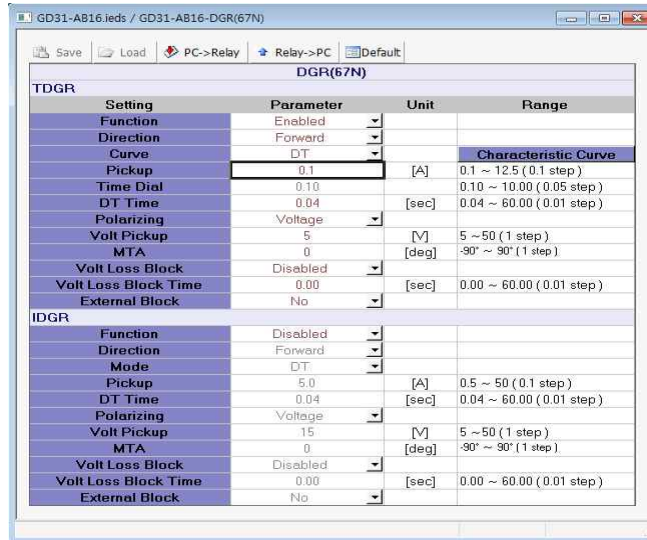 GD31-AB16.ieds / GD31-AB16-DGR(67N)
Save Load PC->Relay Relay->PC Default
DGR(67N)
TDGR
Setting Parameter Unit Range
Function Enabled
Direction Forward
Curve DT Characteristic Curve
Pickup 0.1 [A] 0.1 ~ 12.5 ( 0.1 step )
Time Dial 0.10 0.10 ~ 10.00 ( 0.05 step )
DT Time 0.04 [sec] 0.04 ~ 60.00 ( 0.01 step )
Polarizing Voltage
Volt Pickup 5 [V] 5 ~50 ( 1 step )
MTA 0 [deg] -90° ~ 90° ( 1 step )
Volt Loss Block Disabled
Volt Loss Block Time 0.00 [sec] 0.00 ~ 60.00 ( 0.01 step )
External Block No
IDGR
Function Disabled
Direction Forward
Mode DT
Pickup 5.0 [A] 0.5 ~ 50 ( 0.1 step )
DT Time 0.04 [sec] 0.04 ~ 60.00 ( 0.01 step )
Polarizing Voltage
Volt Pickup 15 [V] 5 ~50 ( 1 step )
MTA 0 [deg] -90° ~ 90° ( 1 step )
Volt Loss Block Disabled
Volt Loss Block Time 0.00 [sec] 0.00 ~ 60.00 ( 0.01 step )
External Block No